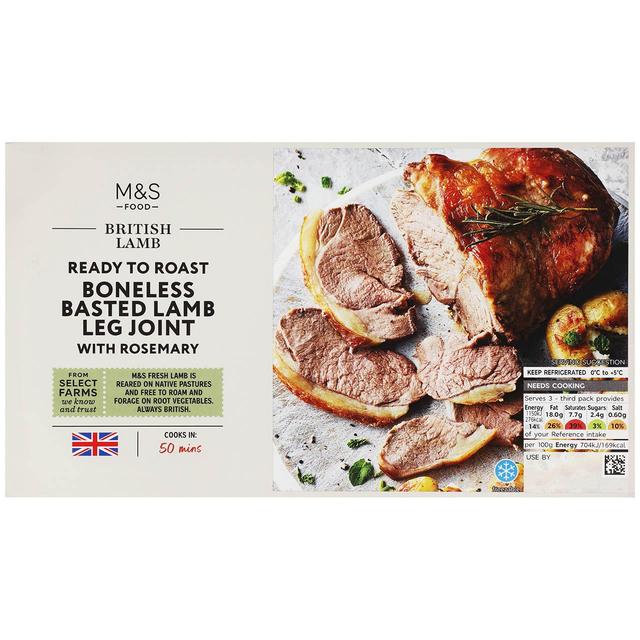 M&S
—FOOD—
BRITISH
LAMB
READY TO ROAST
BONELESS
BASTED LAMB
LEG JOINT
WITH ROSEMARY
FROM
SELECT
FARMS
we know
and trust
M&S FRESH LAMB IS
REARED ON NATIVE PASTURES
AND FREE TO ROAM AND
FORAGE ON ROOT VEGETABLES.
ALWAYS BRITISH.
COOKS IN:
50 mins
SERVING SUGGESTION
KEEP REFRIGERATED 0°C to +5°C
NEEDS COOKING
Serves 3 - third pack provides
Energy Fat Saturates Sugars Salt
1150kJ 18.0g 7.7g 2.4g 0.60g
276kcal
14% 26% 39% 3% 10%
of your Reference intake
per 100g Energy 704kJ/169kcal
USE BY
freezable